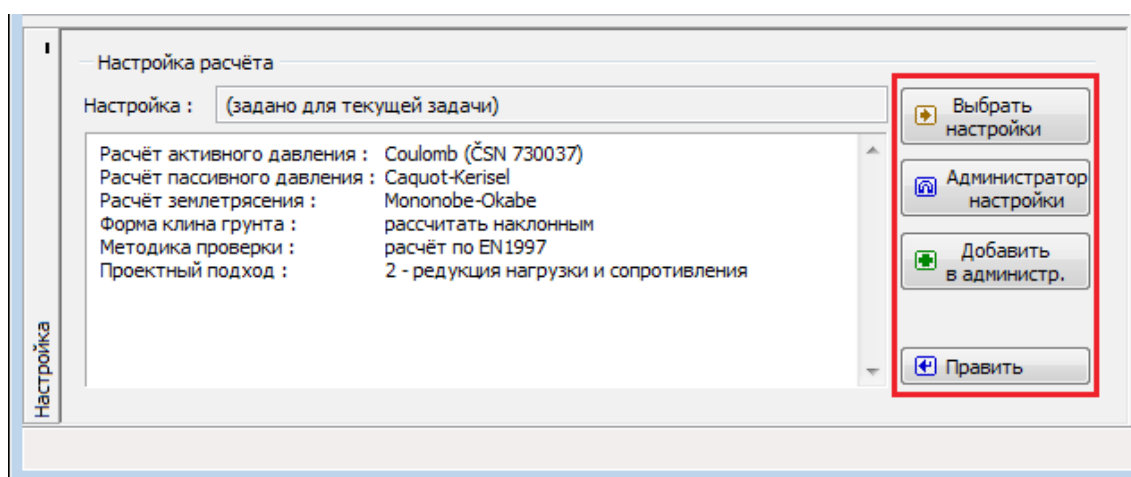 Настройка расчёта
Настройка : (задано для текущей задачи)
Расчёт активного давления : Coulomb (ČSN 730037)
Расчёт пассивного давления : Caquot-Kerisel
Расчёт землетрясения : Mononobe-Okabe
Форма клина грунта : рассчитать наклонным
Методика проверки : расчёт по EN1997
Проектный подход : 2 - редукция нагрузки и сопротивления
Выбрать
настройки
Администратор
настройки
Добавить
в администр.
Править
Настройка